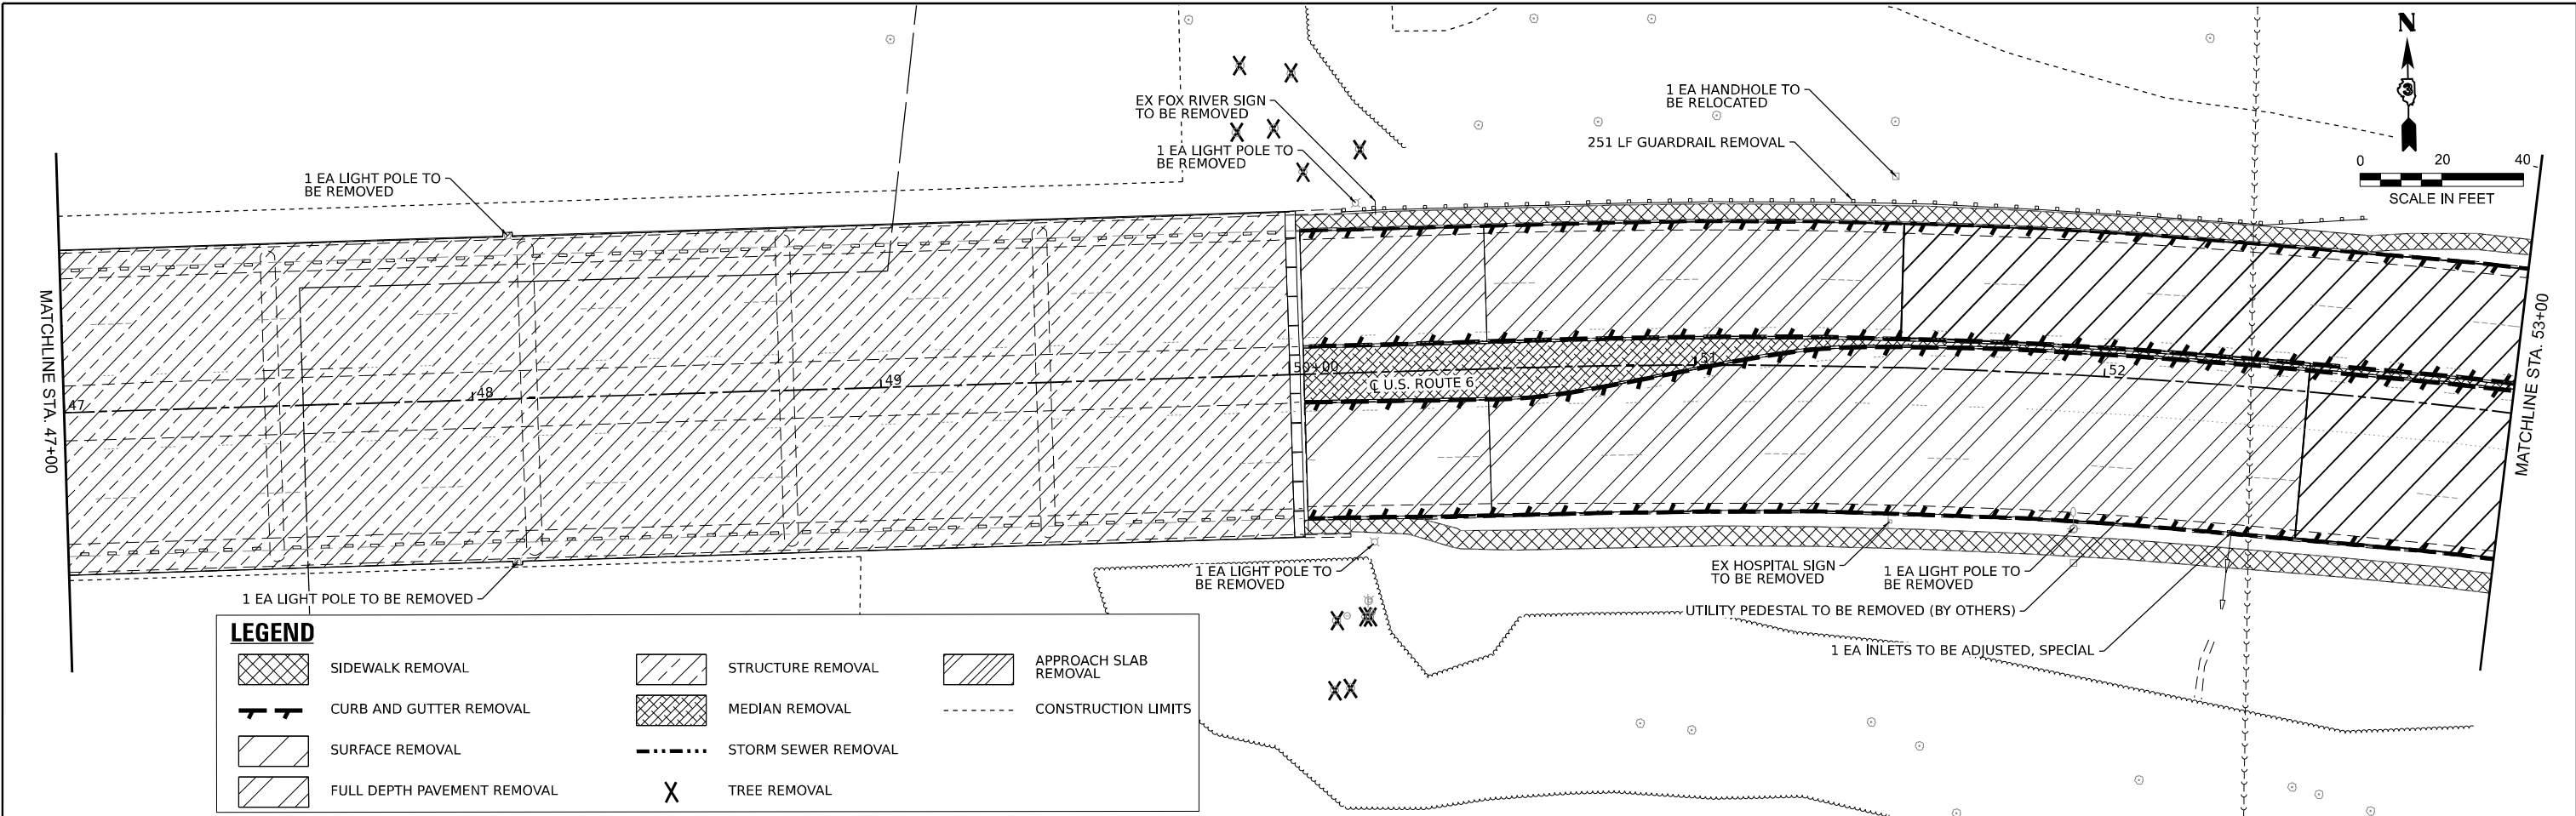 N
3
0 20 40
SCALE IN FEET
EX FOX RIVER SIGN
TO BE REMOVED
1 EA HANDHOLE TO
BE RELOCATED
251 LF GUARDRAIL REMOVAL
1 EA LIGHT POLE TO
BE REMOVED
1 EA LIGHT POLE TO
BE REMOVED
MATCHLINE STA. 47+00
MATCHLINE STA. 53+00
47
48
49
50+00
51
52
℄ U.S. ROUTE 6
1 EA LIGHT POLE TO BE REMOVED
1 EA LIGHT POLE TO
BE REMOVED
EX HOSPITAL SIGN
TO BE REMOVED
1 EA LIGHT POLE TO
BE REMOVED
UTILITY PEDESTAL TO BE REMOVED (BY OTHERS)
1 EA INLETS TO BE ADJUSTED, SPECIAL
LEGEND
SIDEWALK REMOVAL
CURB AND GUTTER REMOVAL
SURFACE REMOVAL
FULL DEPTH PAVEMENT REMOVAL
STRUCTURE REMOVAL
MEDIAN REMOVAL
STORM SEWER REMOVAL
TREE REMOVAL
APPROACH SLAB
REMOVAL
CONSTRUCTION LIMITS